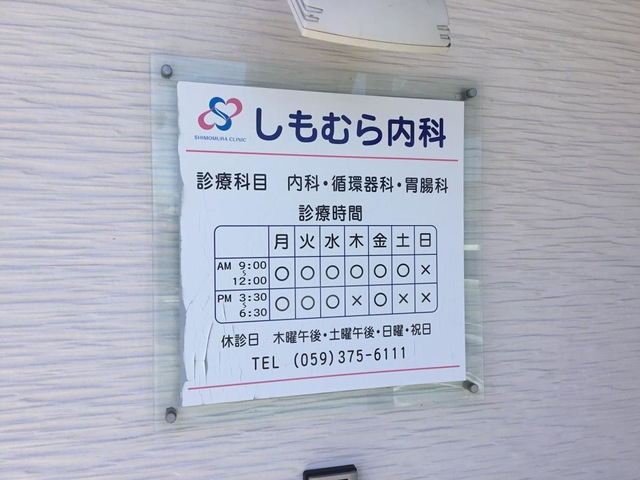 しもむら内科
SHIMOMURA CLINIC
診療科目 内科・循環器科・胃腸科
診療時間
月 火 水 木 金 土 日
AM 9:00~12:00 ○ ○ ○ ○ ○ ○ ×
PM 3:30~6:30 ○ ○ ○ × ○ × ×
休診日 木曜午後・土曜午後・日曜・祝日
TEL (059)375-6111